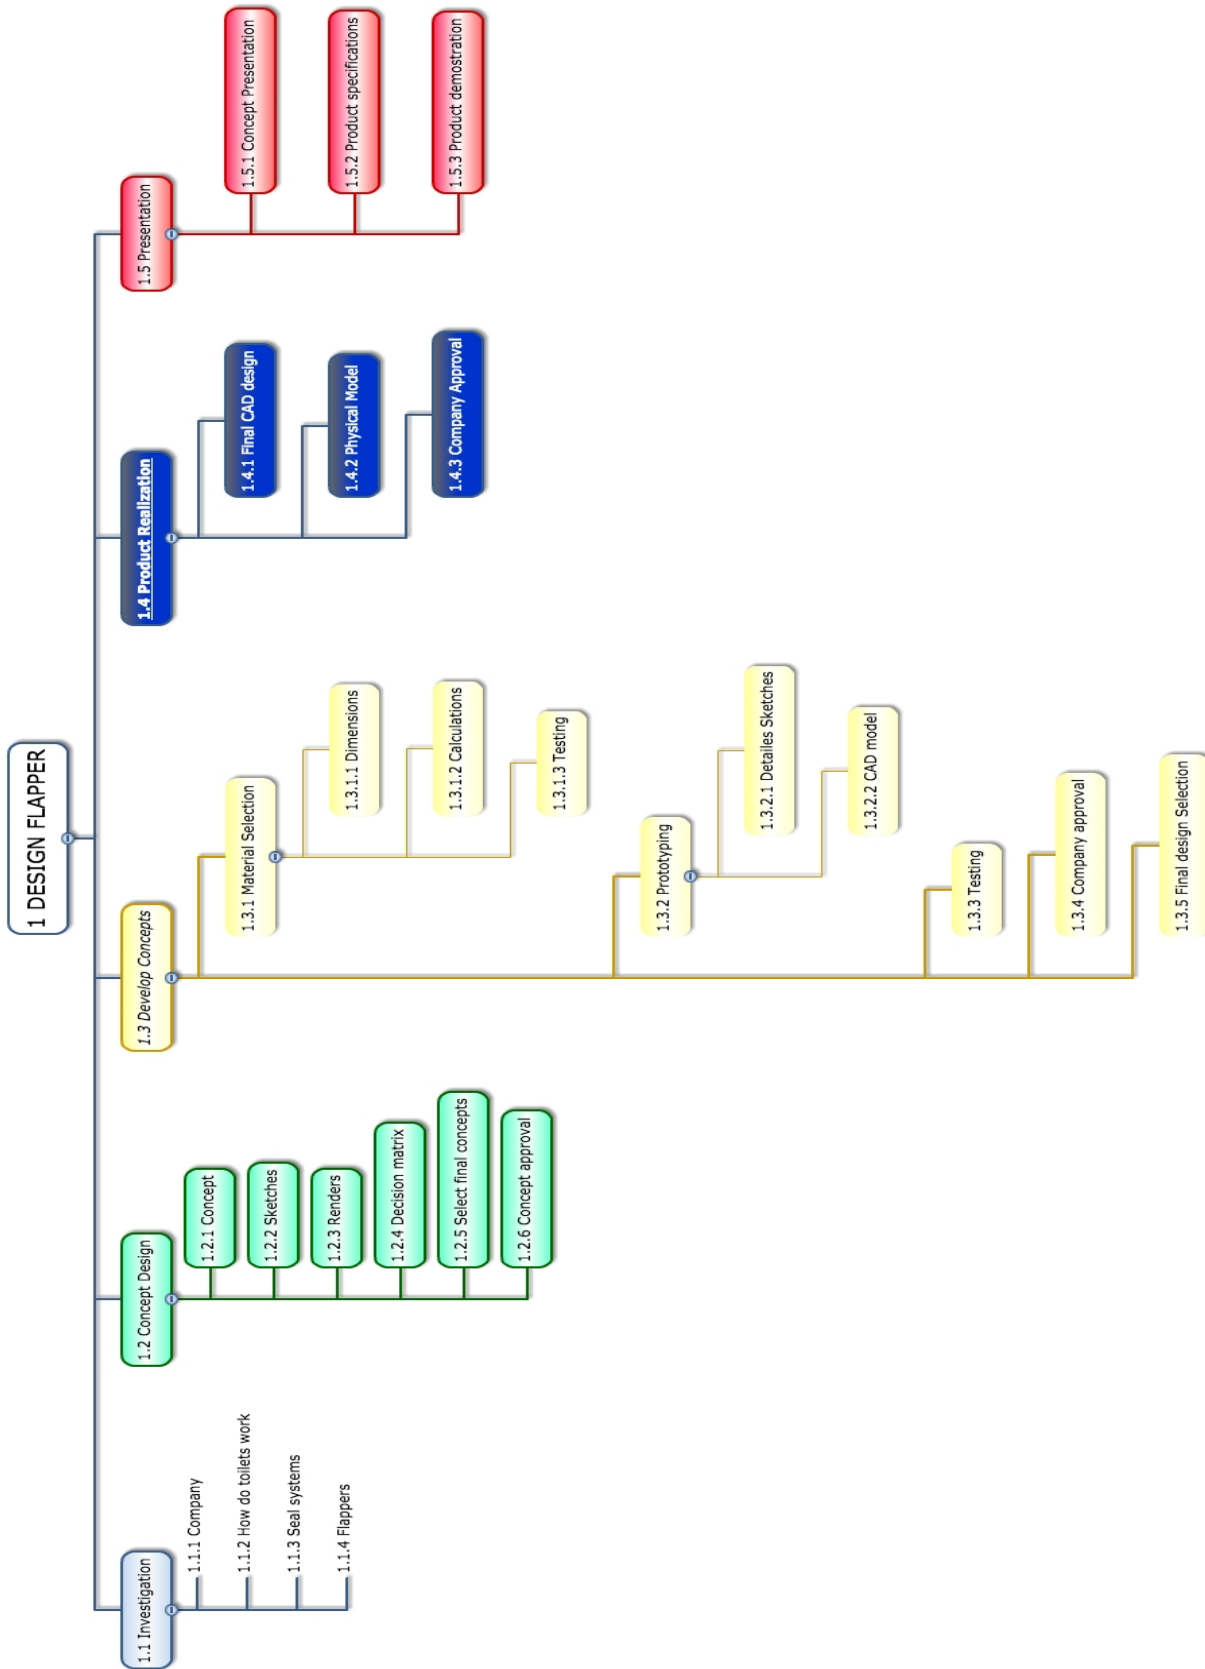 1 DESIGN FLAPPER
1.1 Investigation
1.1.1 Company
1.1.2 How do toilets work
1.1.3 Seal systems
1.1.4 Flappers
1.2 Concept Design
1.2.1 Concept
1.2.2 Sketches
1.2.3 Renders
1.2.4 Decision matrix
1.2.5 Select final concepts
1.2.6 Concept approval
1.3 Develop Concepts
1.3.1 Material Selection
1.3.1.1 Dimensions
1.3.1.2 Calculations
1.3.1.3 Testing
1.3.2 Prototyping
1.3.2.1 Detailes Sketches
1.3.2.2 CAD model
1.3.3 Testing
1.3.4 Company approval
1.3.5 Final design Selection
1.4 Product Realization
1.4.1 Final CAD design
1.4.2 Physical Model
1.4.3 Company Approval
1.5 Presentation
1.5.1 Concept Presentation
1.5.2 Product specifications
1.5.3 Product demostration